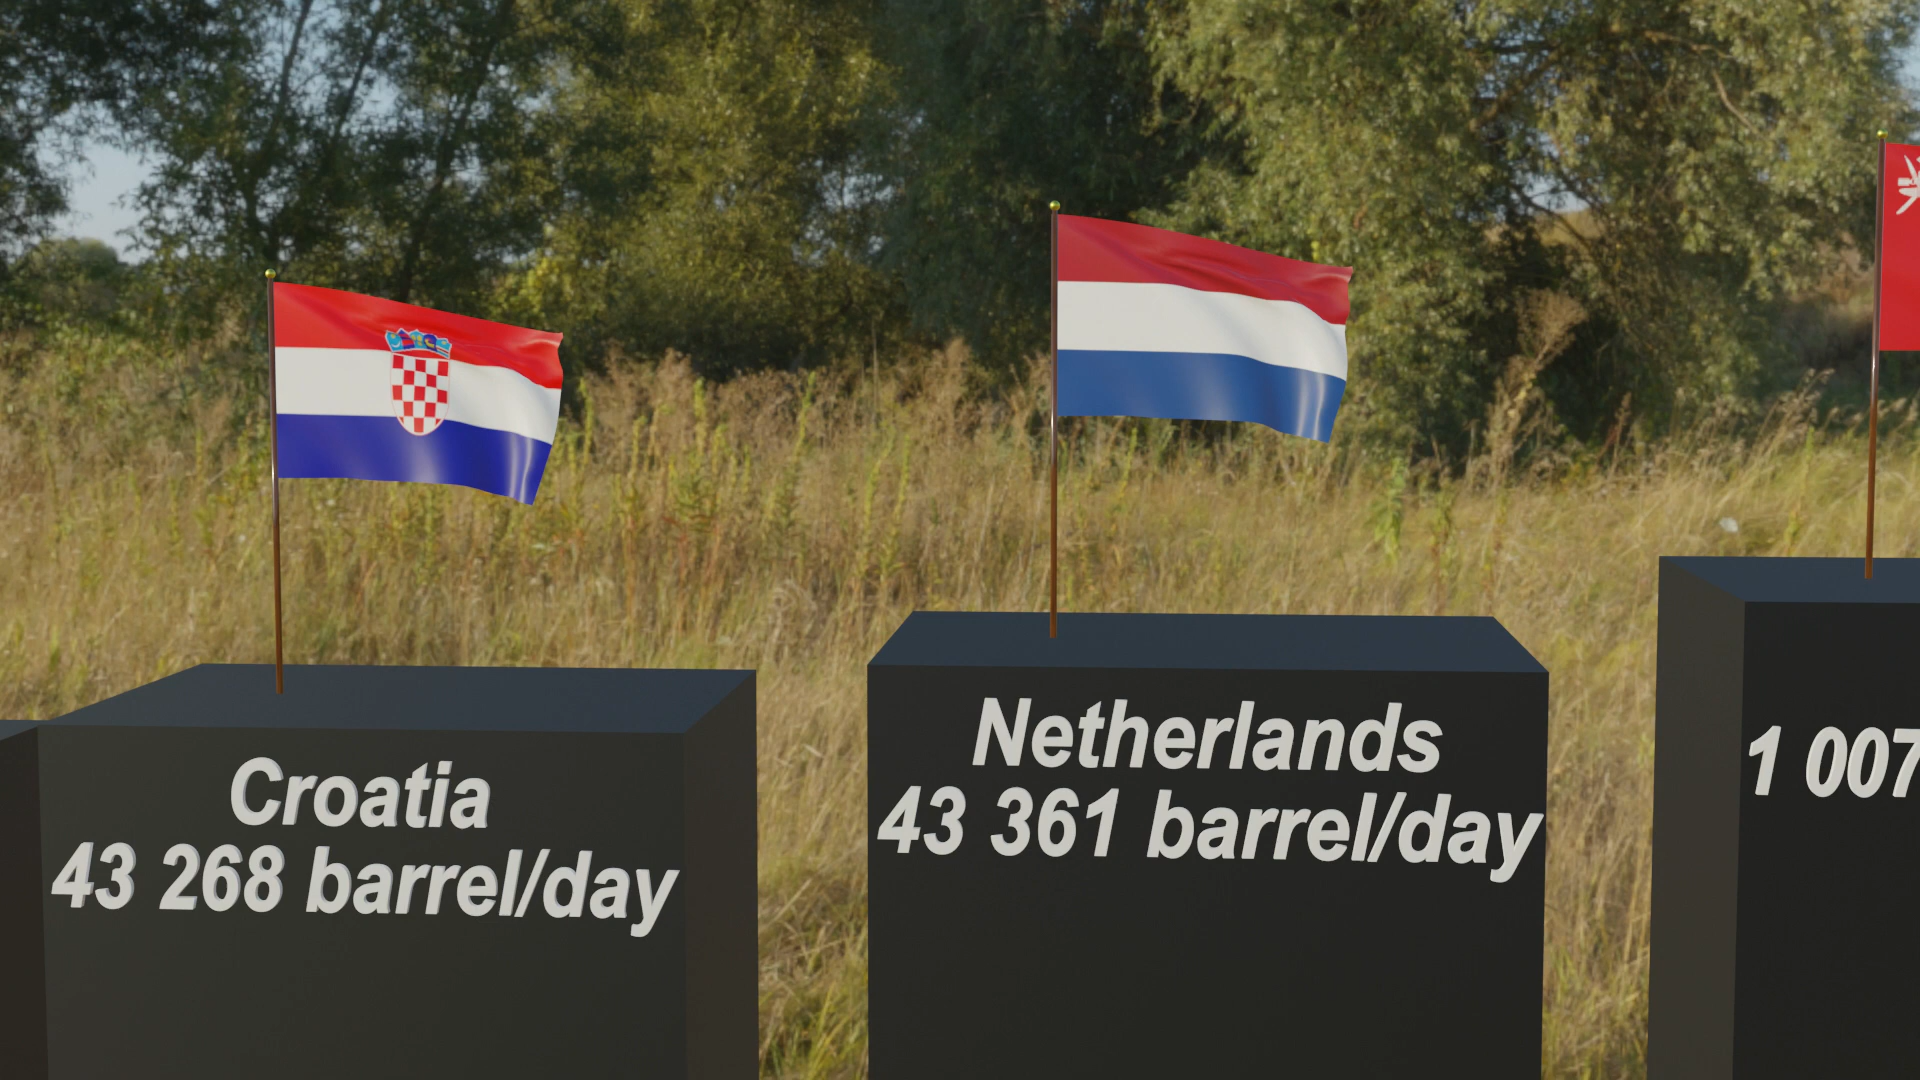 Croatia
43 268 barrel/day
Netherlands
43 361 barrel/day
1 007